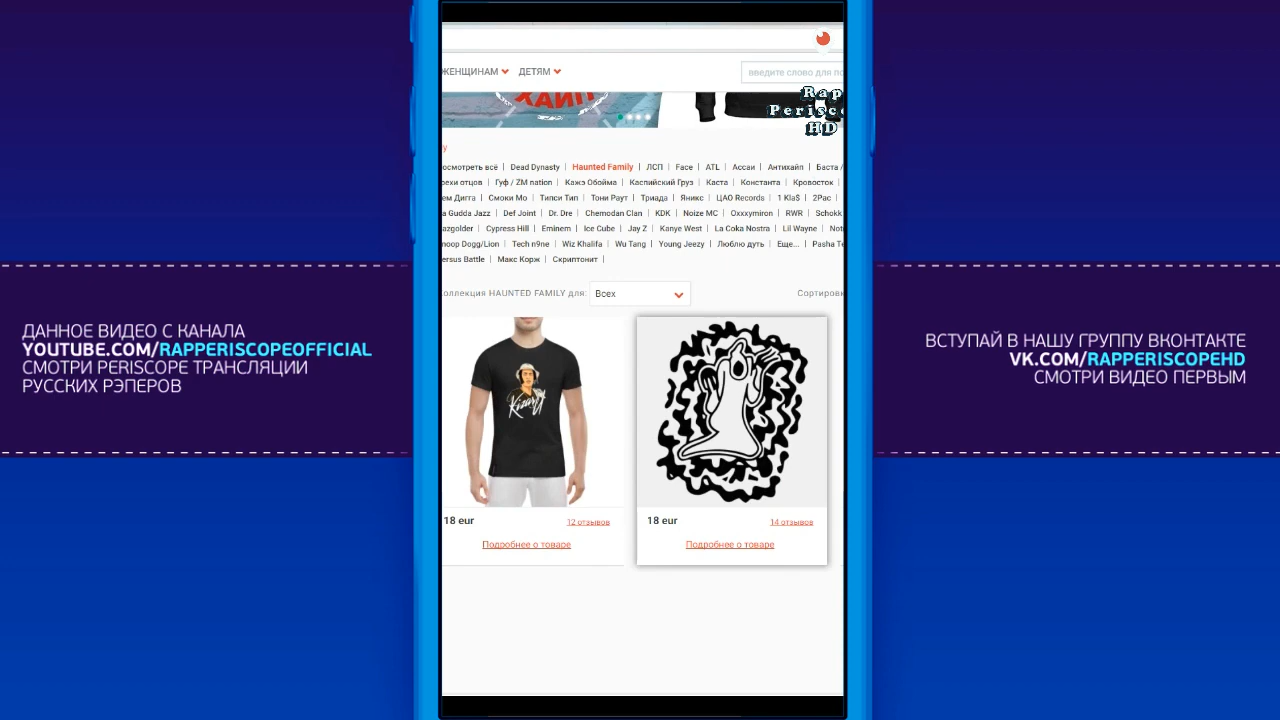 ДАННОЕ ВИДЕО С КАНАЛА
YOUTUBE.COM/RAPPERISCOPEOFFICIAL
СМОТРИ PERISCOPE ТРАНСЛЯЦИИ
РУССКИХ РЭПЕРОВ
ЖЕНЩИНАМ ДЕТЯМ
введите слово для по
ХАЙП
Rap
Perisco
HD
у
осмотреть всё | Dead Dynasty | Haunted Family | ЛСП | Face | ATL | Ассаи | Антихайп | Баста /
рехи отцов | Гуф / ZM nation | Кажэ Обойма | Каспийский Груз | Каста | Константа | Кровосток
ем Дигга | Смоки Мо | Типси Тип | Тони Раут | Триада | Яникс | ЦАО Records | 1 Kla$ | 2Pac |
a Gudda Jazz | Def Joint | Dr. Dre | Chemodan Clan | KDK | Noize MC | Oxxxymiron | RWR | Schokk
azgolder | Cypress Hill | Eminem | Ice Cube | Jay Z | Kanye West | La Coka Nostra | Lil Wayne | Not
noop Dogg/Lion | Tech n9ne | Wiz Khalifa | Wu Tang | Young Jeezy | Люблю дуть | Еще... | Pasha Te
ersus Battle | Макс Корж | Скриптонит |
оллекция HAUNTED FAMILY для: Всех
Сортировк
Kizaru
18 eur
12 отзывов
Подробнее о товаре
18 eur
14 отзывов
Подробнее о товаре
ВСТУПАЙ В НАШУ ГРУППУ ВКОНТАКТЕ
VK.COM/RAPPERISCOPEHD
СМОТРИ ВИДЕО ПЕРВЫМ